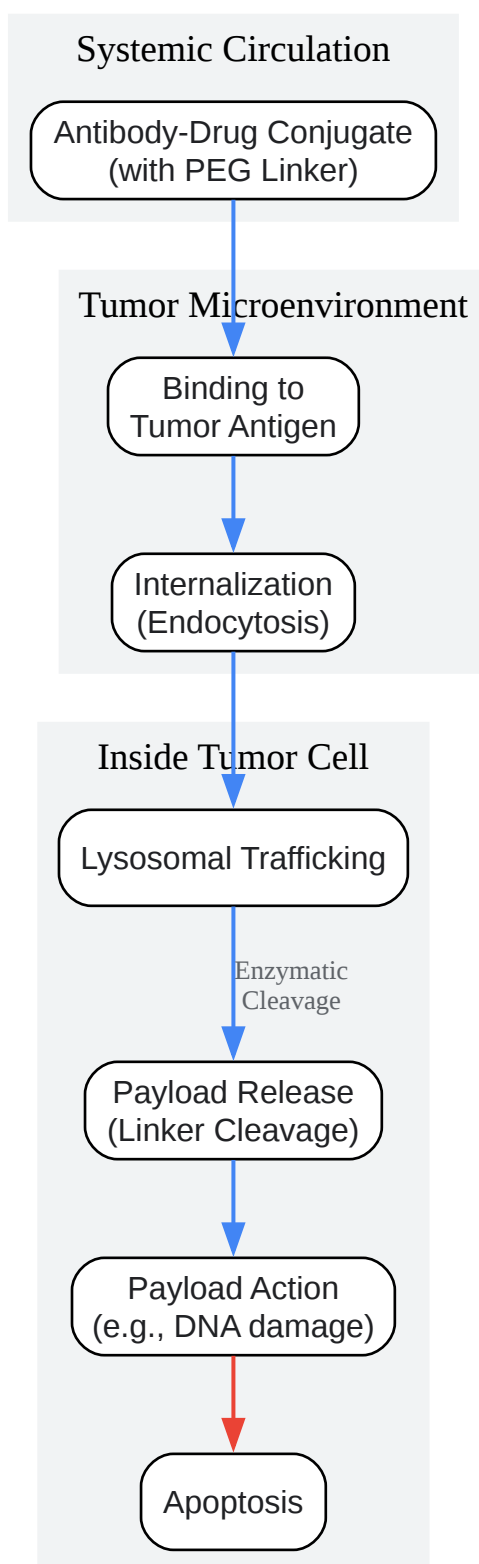 Systemic Circulation
Antibody-Drug Conjugate
(with PEG Linker)
Tumor Microenvironment
Binding to
Tumor Antigen
Internalization
(Endocytosis)
Inside Tumor Cell
Lysosomal Trafficking
Enzymatic
Cleavage
Payload Release
(Linker Cleavage)
Payload Action
(e.g., DNA damage)
Apoptosis